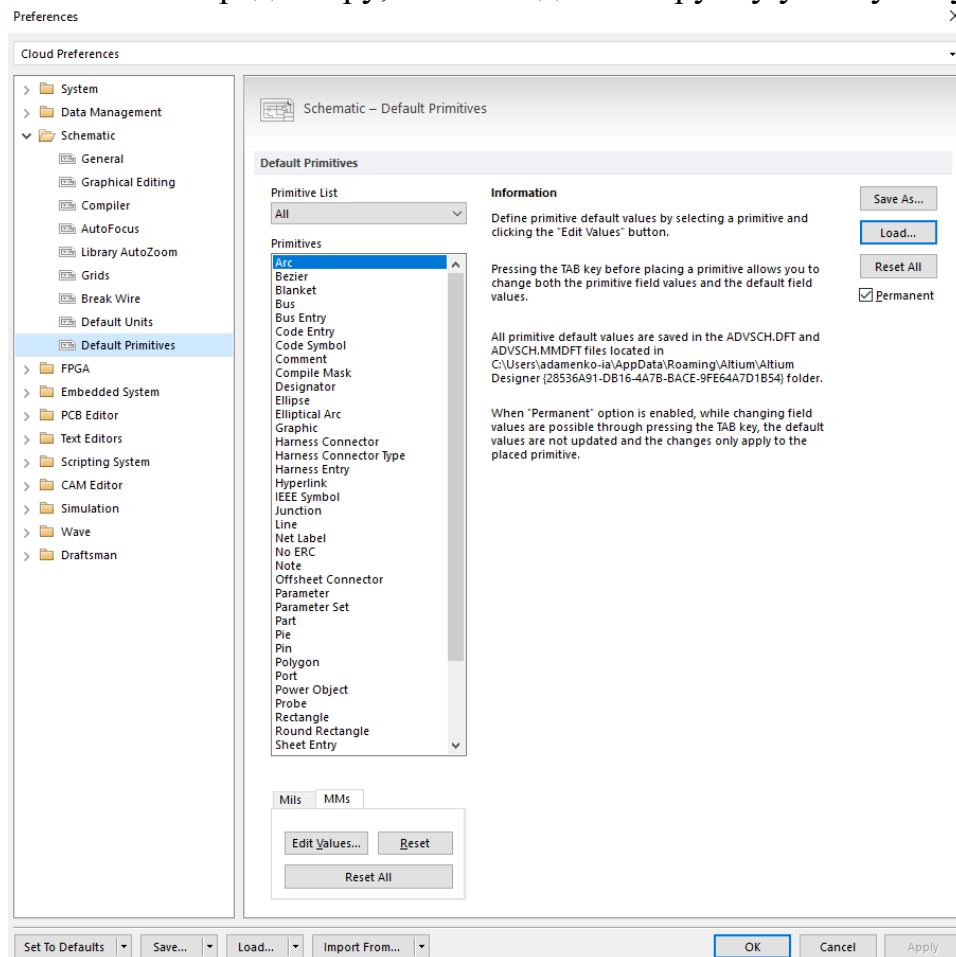 Preferences
Cloud Preferences
System
Data Management
Schematic
General
Graphical Editing
Compiler
AutoFocus
Library AutoZoom
Grids
Break Wire
Default Units
Default Primitives
FPGA
Embedded System
PCB Editor
Text Editors
Scripting System
CAM Editor
Simulation
Wave
Draftsman
Schematic – Default Primitives
Default Primitives
Primitive List
All
Primitives
Arc
Bezier
Blanket
Bus
Bus Entry
Code Entry
Code Symbol
Comment
Compile Mask
Designator
Ellipse
Elliptical Arc
Graphic
Harness Connector
Harness Connector Type
Harness Entry
Hyperlink
IEEE Symbol
Junction
Line
Net Label
No ERC
Note
Offsheet Connector
Parameter
Parameter Set
Part
Pie
Pin
Polygon
Port
Power Object
Probe
Rectangle
Round Rectangle
Sheet Entry
Mils MMs
Edit Values... Reset
Reset All
Information
Define primitive default values by selecting a primitive and
clicking the "Edit Values" button.
Pressing the TAB key before placing a primitive allows you to
change both the primitive field values and the default field
values.
All primitive default values are saved in the ADVSCH.DFT and
ADVSCH.MMDFT files located in
C:\Users\adamenko-ia\AppData\Roaming\Altium\Altium
Designer {28536A91-DB16-4A7B-BACE-9FE64A7D1B54} folder.
When "Permanent" option is enabled, while changing field
values are possible through pressing the TAB key, the default
values are not updated and the changes only apply to the
placed primitive.
Save As...
Load...
Reset All
Permanent
Set To Defaults Save... Load... Import From... OK Cancel Apply